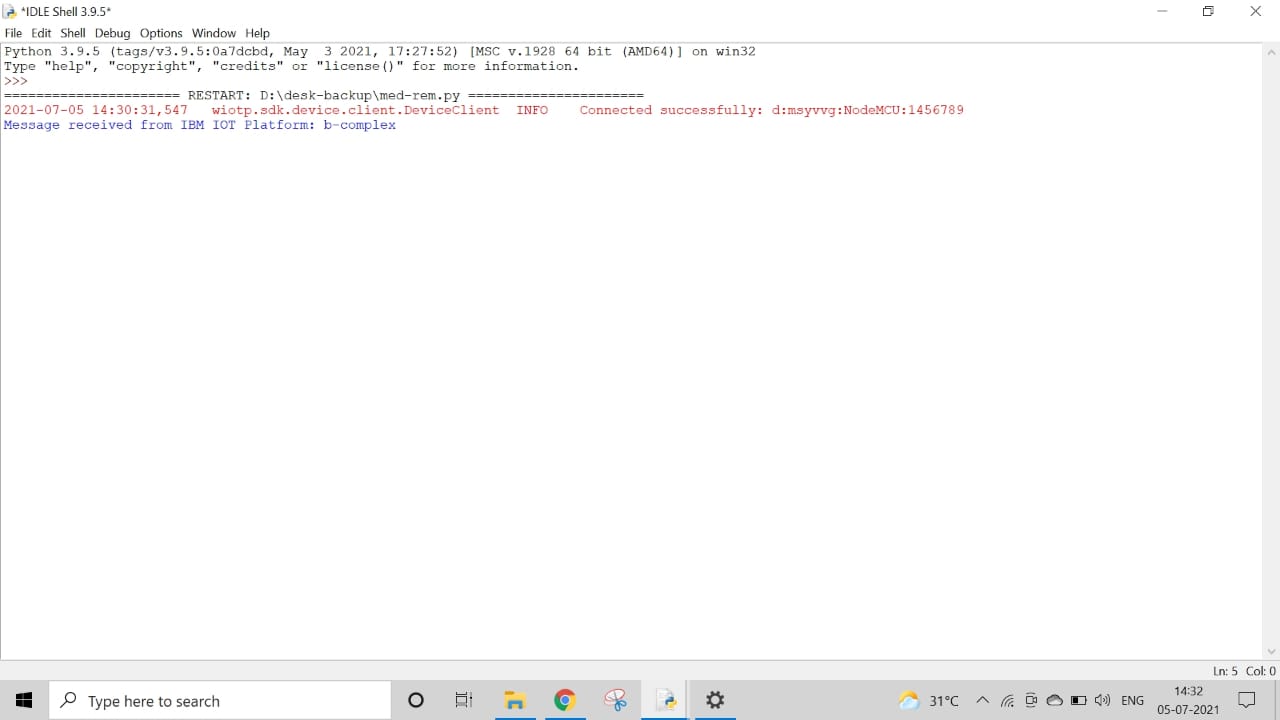 *IDLE Shell 3.9.5*
File Edit Shell Debug Options Window Help
Python 3.9.5 (tags/v3.9.5:0a7dcbd, May  3 2021, 17:27:52) [MSC v.1928 64 bit (AMD64)] on win32
Type "help", "copyright", "credits" or "license()" for more information.
>>>
====================== RESTART: D:\desk-backup\med-rem.py ======================
2021-07-05 14:30:31,547   wiotp.sdk.device.client.DeviceClient  INFO    Connected successfully: d:msyvvg:NodeMCU:1456789
Message received from IBM IOT Platform: b-complex
Ln: 5 Col: 0
Type here to search
31°C
ENG
14:32
05-07-2021